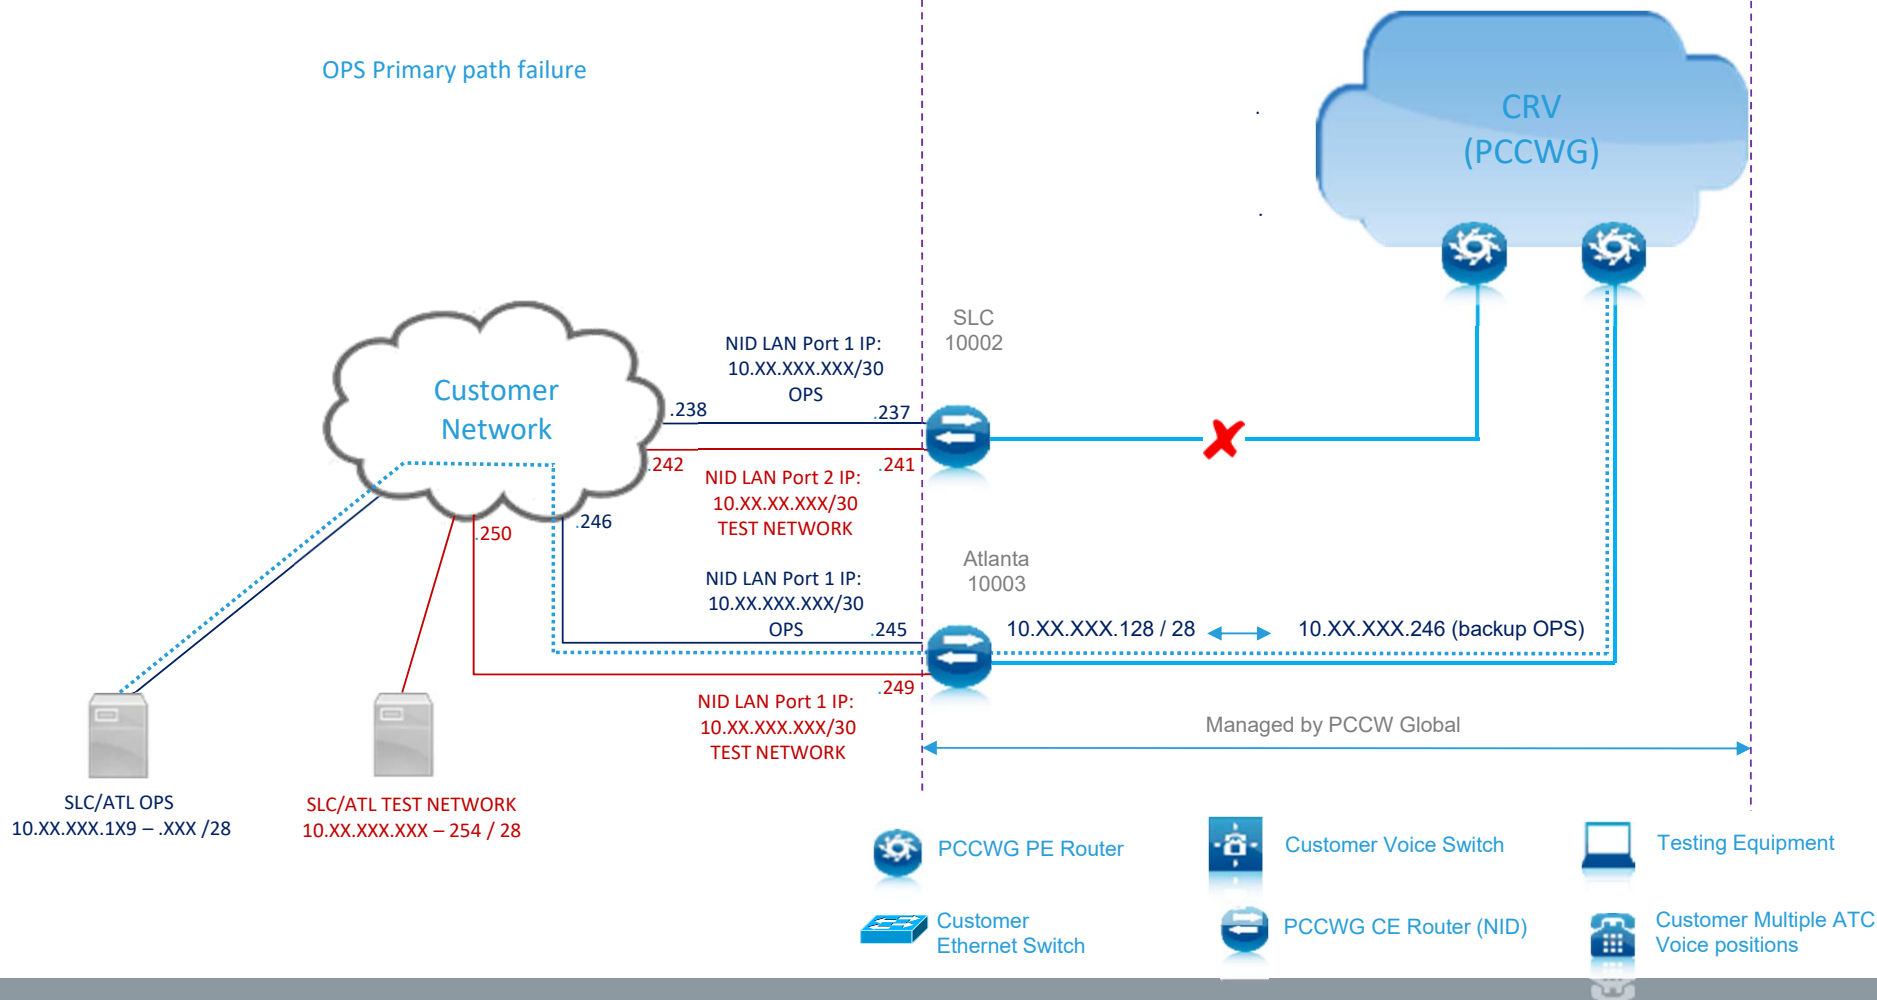 OPS Primary path failure
CRV
(PCCWG)
SLC
10002
NID LAN Port 1 IP:
10.XX.XXX.XXX/30
OPS
.238
.237
Customer
Network
.242
.241
NID LAN Port 2 IP:
10.XX.XX.XXX/30
TEST NETWORK
.250
.246
Atlanta
10003
NID LAN Port 1 IP:
10.XX.XXX.XXX/30
OPS
.245
10.XX.XXX.128 / 28
10.XX.XXX.246 (backup OPS)
.249
NID LAN Port 1 IP:
10.XX.XXX.XXX/30
TEST NETWORK
Managed by PCCW Global
SLC/ATL OPS
10.XX.XXX.1X9 – .XXX /28
SLC/ATL TEST NETWORK
10.XX.XXX.XXX – 254 / 28
PCCWG PE Router
Customer Voice Switch
Testing Equipment
Customer
Ethernet Switch
PCCWG CE Router (NID)
Customer Multiple ATC
Voice positions